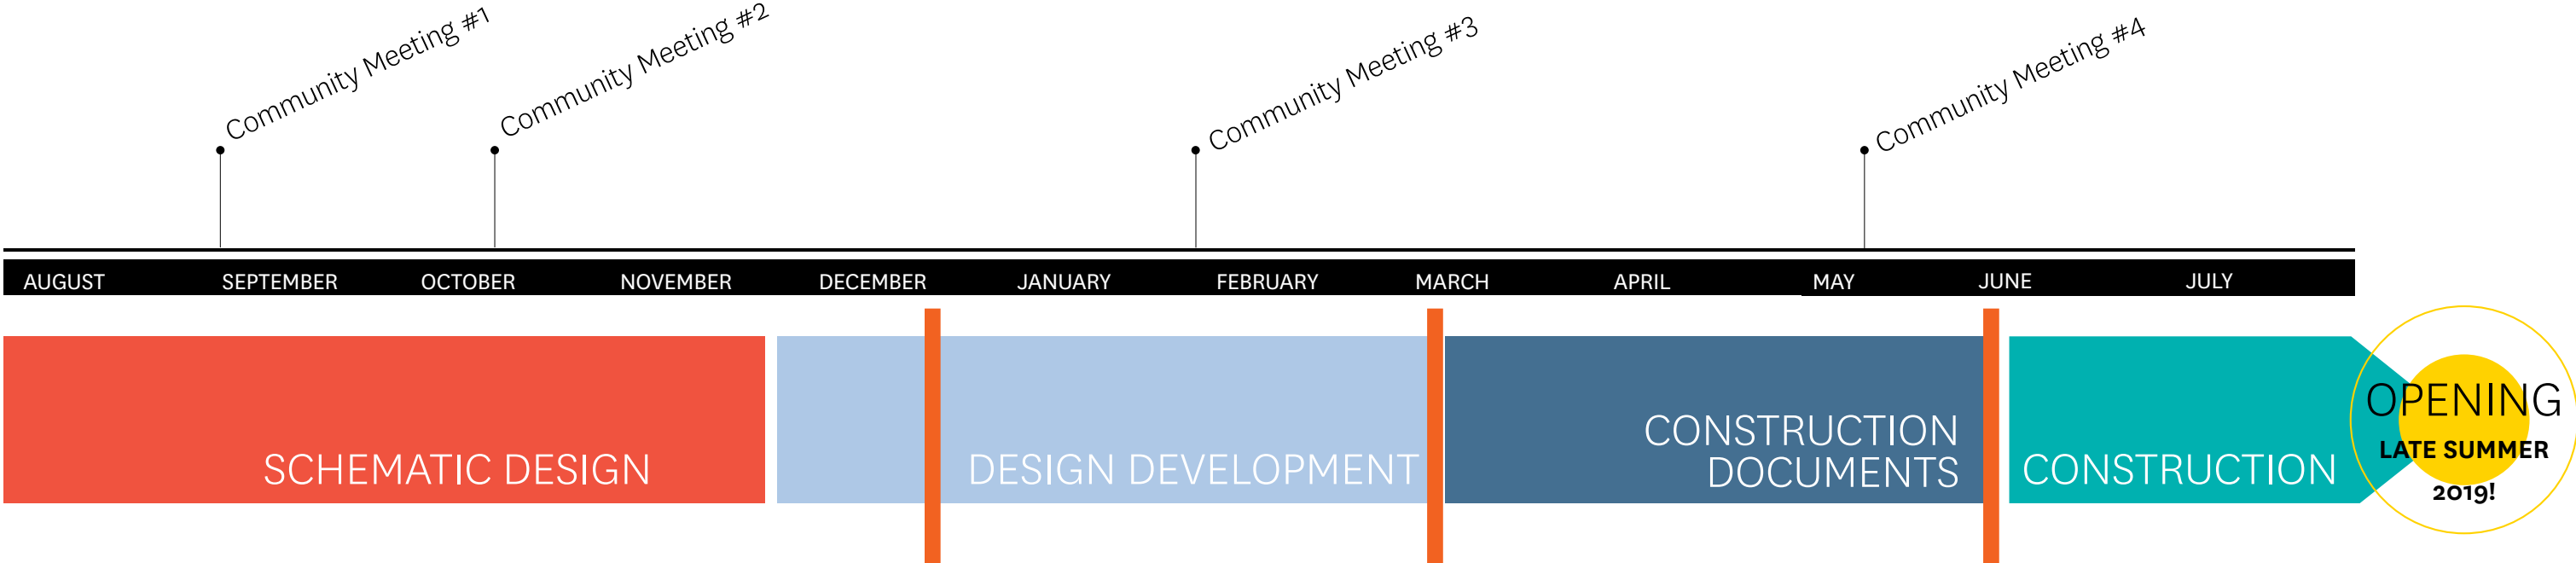 Community Meeting #1
Community Meeting #2
Community Meeting #3
Community Meeting #4
AUGUST SEPTEMBER OCTOBER NOVEMBER DECEMBER JANUARY FEBRUARY MARCH APRIL MAY JUNE JULY
SCHEMATIC DESIGN
DESIGN DEVELOPMENT
CONSTRUCTION
DOCUMENTS
CONSTRUCTION
OPENING
LATE SUMMER
2019!